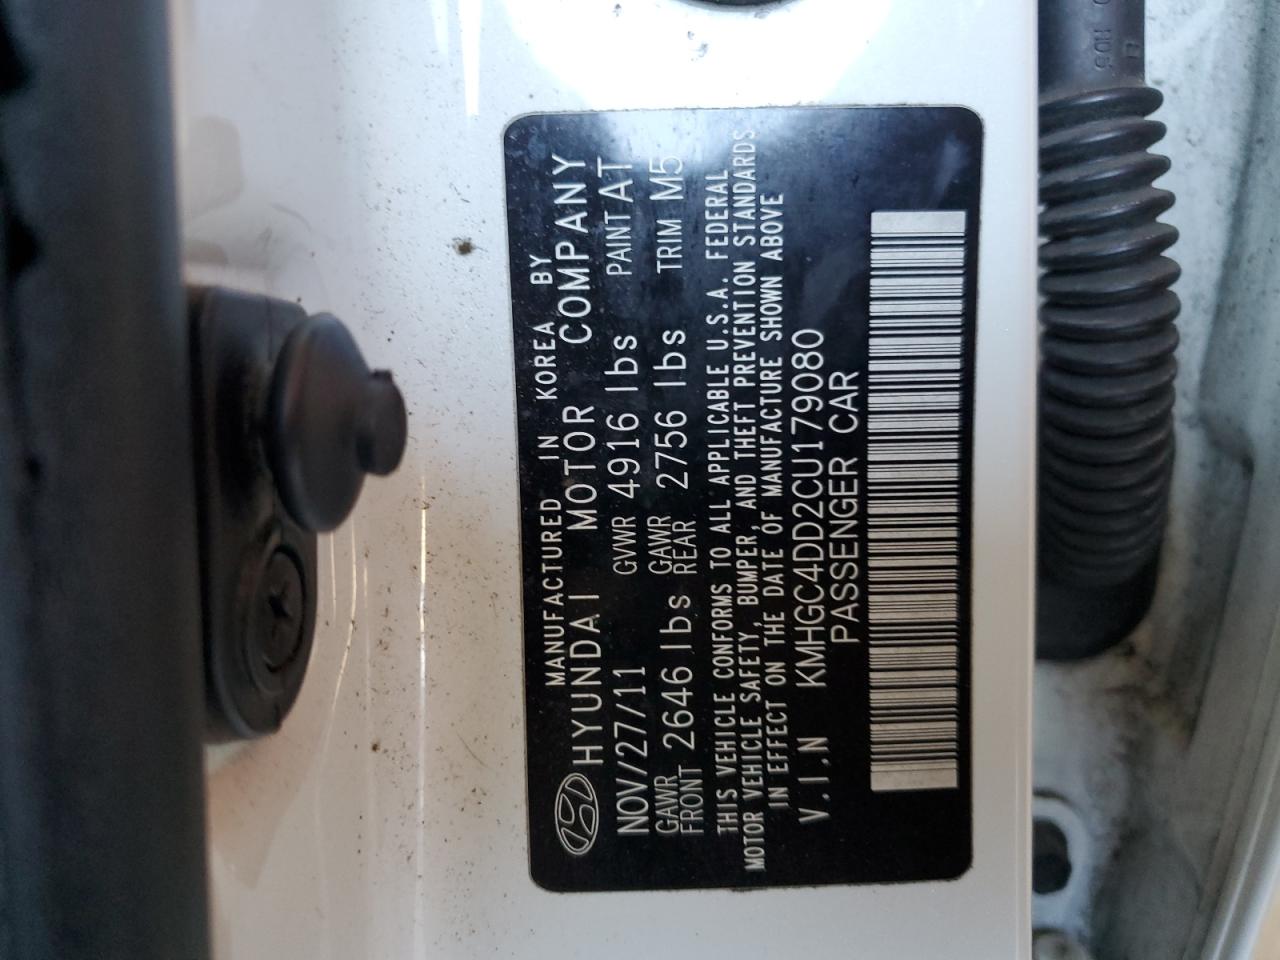 MANUFACTURED IN KOREA BY
HYUNDAI MOTOR COMPANY
NOV/27/11 GVWR 4916 lbs PAINT AT
GAWR FRONT 2646 lbs GAWR REAR 2756 lbs TRIM M5
THIS VEHICLE CONFORMS TO ALL APPLICABLE U.S.A. FEDERAL
MOTOR VEHICLE SAFETY, BUMPER, AND THEFT PREVENTION STANDARDS
IN EFFECT ON THE DATE OF MANUFACTURE SHOWN ABOVE
V.I.N KMHGC4DD2CU179080
PASSENGER CAR